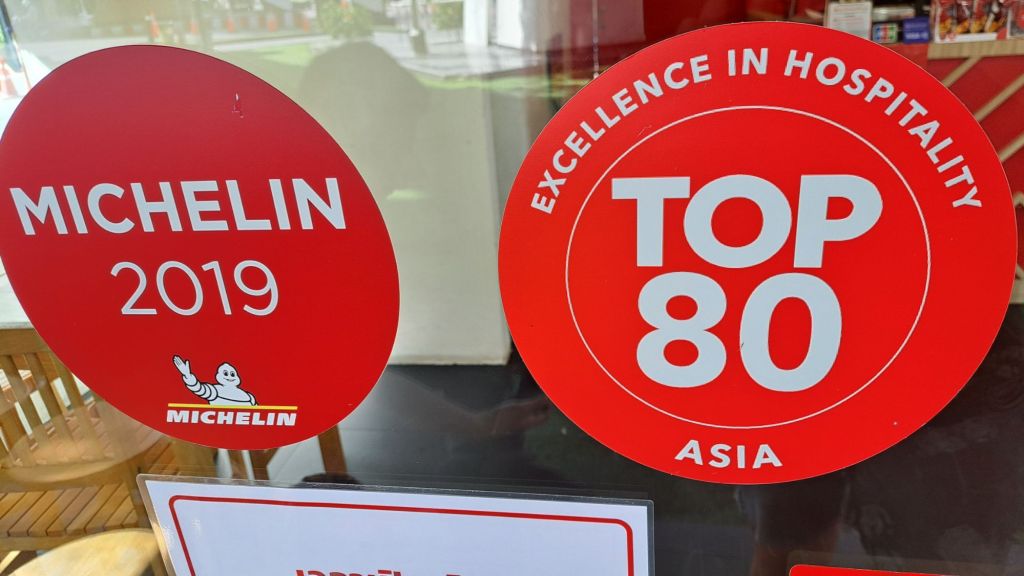 MICHELIN
2019
MICHELIN
EXCELLENCE IN HOSPITALITY
TOP
80
ASIA